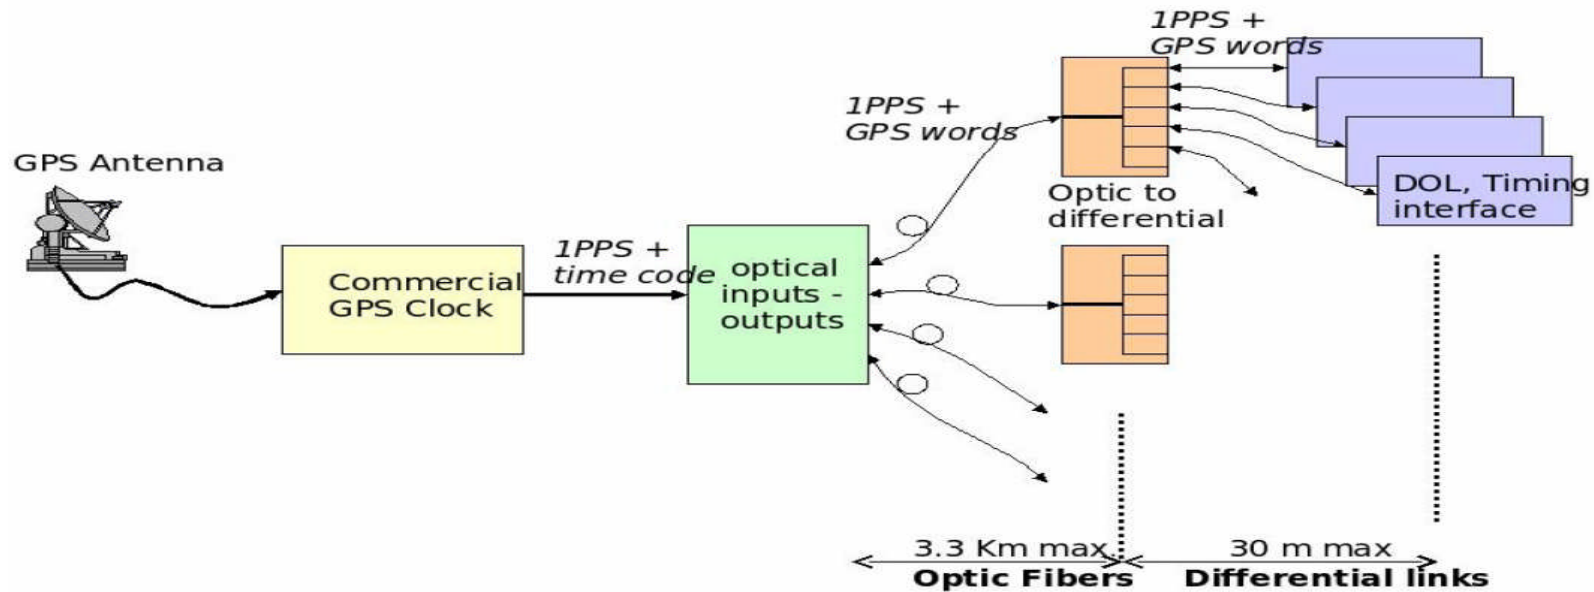 1PPS +
GPS words
1PPS +
GPS words
GPS Antenna
Commercial
GPS Clock
1PPS +
time code
optical
inputs -
outputs
Optic to
differential
DOL, Timing
interface
3.3 Km max.
Optic Fibers
30 m max
Differential links